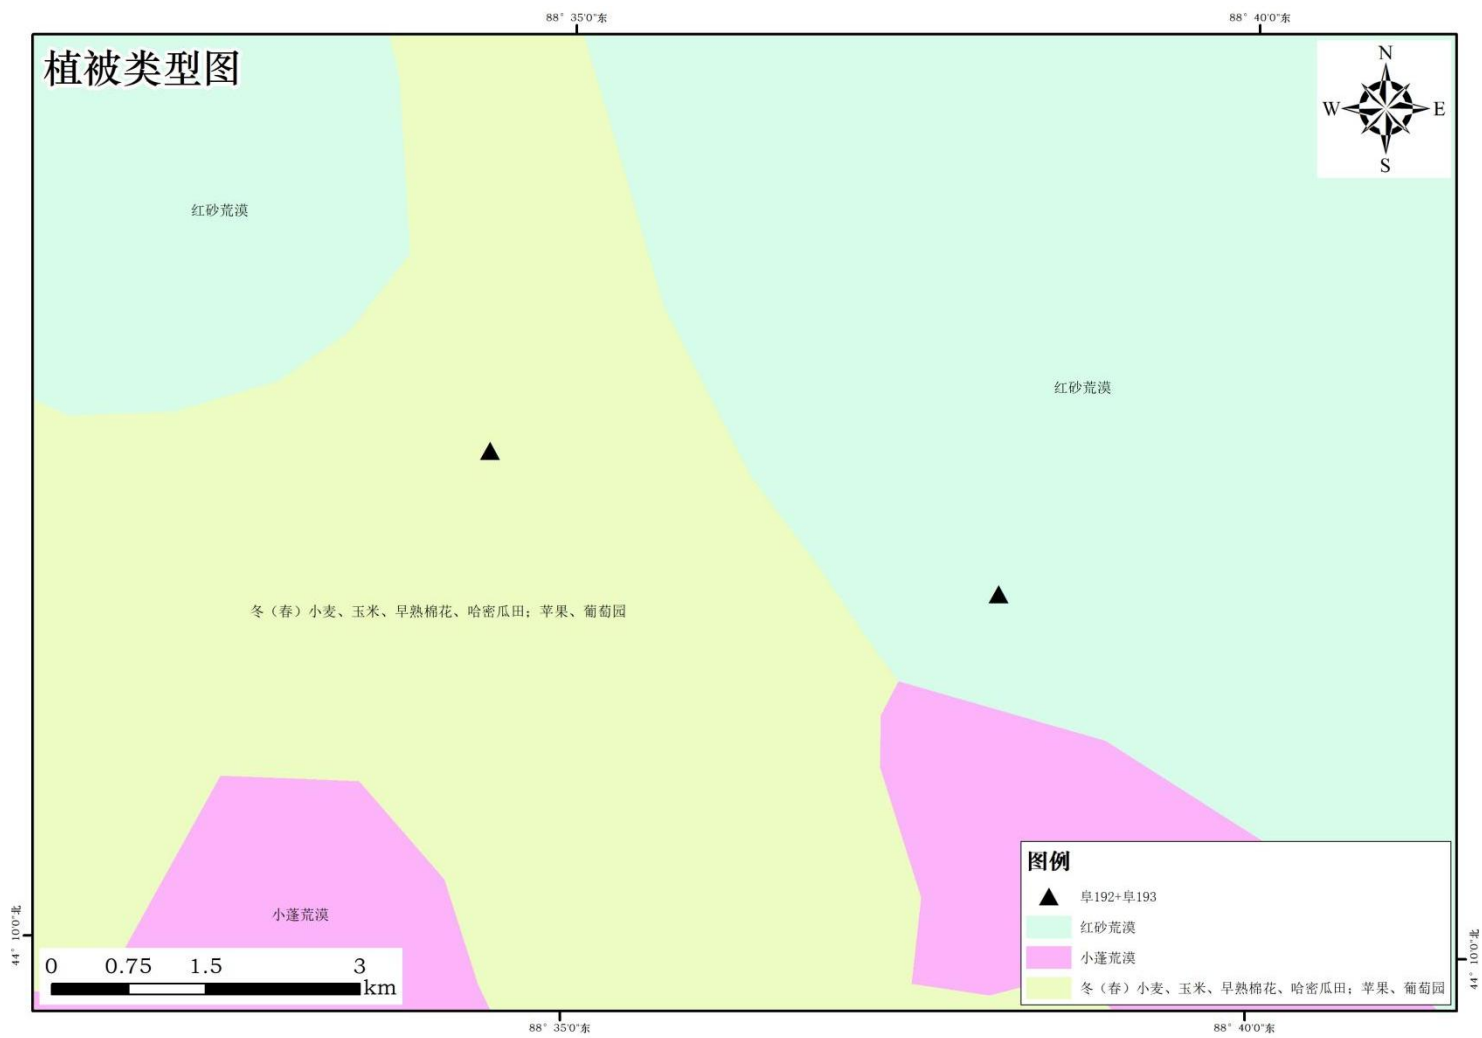 88° 35'0"东
88° 40'0"东
植被类型图
N
W
E
S
红砂荒漠
红砂荒漠
冬（春）小麦、玉米、早熟棉花、哈密瓜田；苹果、葡萄园
小蓬荒漠
44° 10'0"北
44° 10'0"北
0 0.75 1.5 3
km
图例
阜192+阜193
红砂荒漠
小蓬荒漠
冬（春）小麦、玉米、早熟棉花、哈密瓜田；苹果、葡萄园
88° 35'0"东
88° 40'0"东